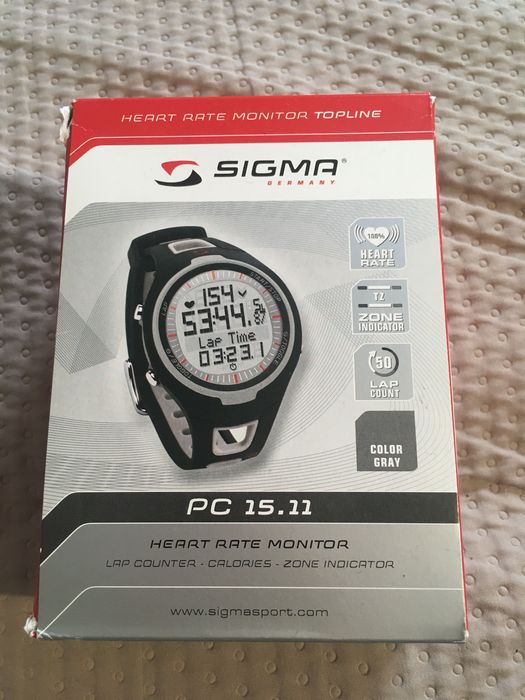 HEART RATE MONITOR TOPLINE
SIGMA®
GERMANY
100%
HEART
RATE
TZ
ZONE
INDICATOR
50
LAP
COUNT
COLOR
GRAY
154
53:44.5
Lap Time
03:23.1
PC 15.11
HEART RATE MONITOR
LAP COUNTER - CALORIES - ZONE INDICATOR
www.sigmasport.com